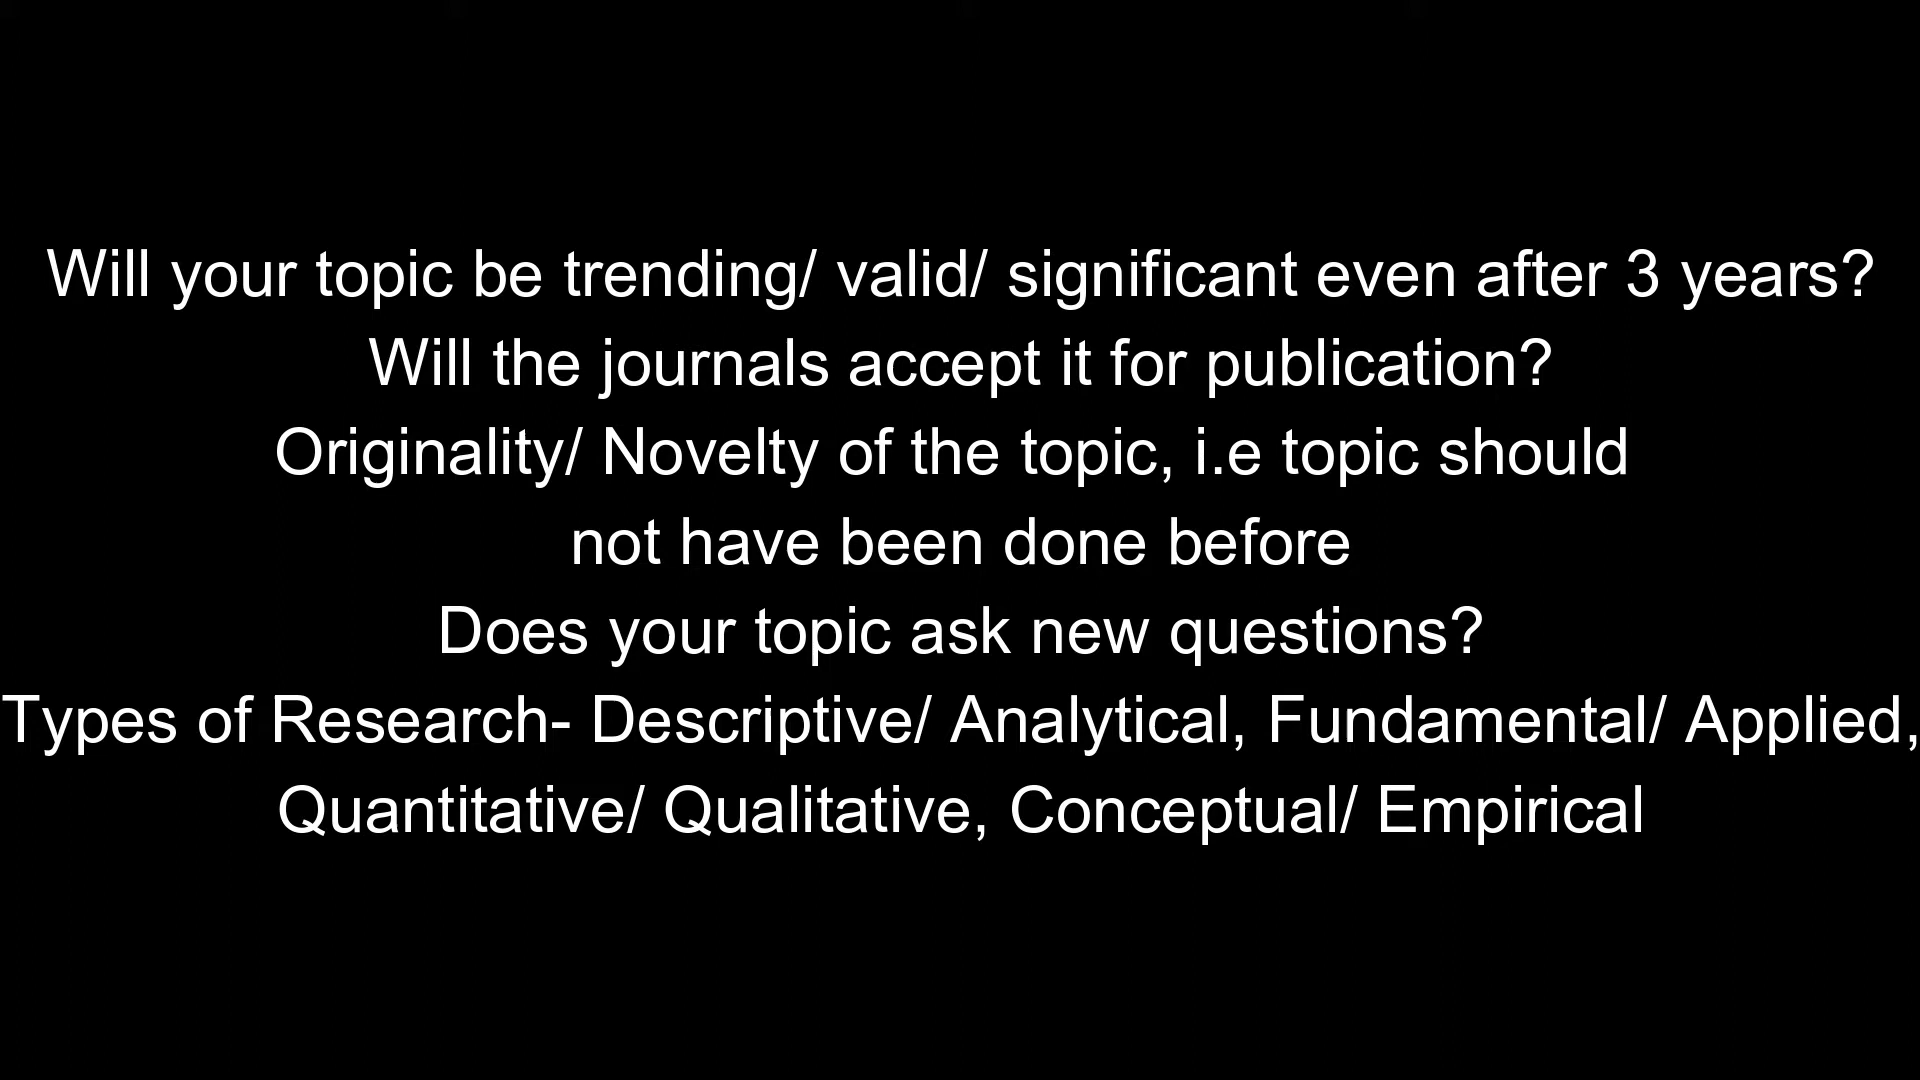 Will your topic be trending/ valid/ significant even after 3 years?
Will the journals accept it for publication?
Originality/ Novelty of the topic, i.e topic should
not have been done before
Does your topic ask new questions?
Types of Research- Descriptive/ Analytical, Fundamental/ Applied,
Quantitative/ Qualitative, Conceptual/ Empirical